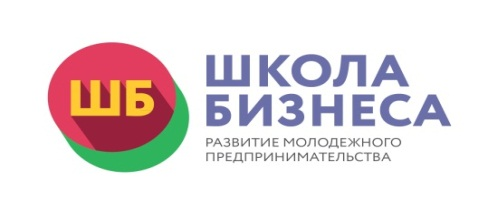 ШБ
ШКОЛА
БИЗНЕСА
РАЗВИТИЕ МОЛОДЕЖНОГО
ПРЕДПРИНИМАТЕЛЬСТВА